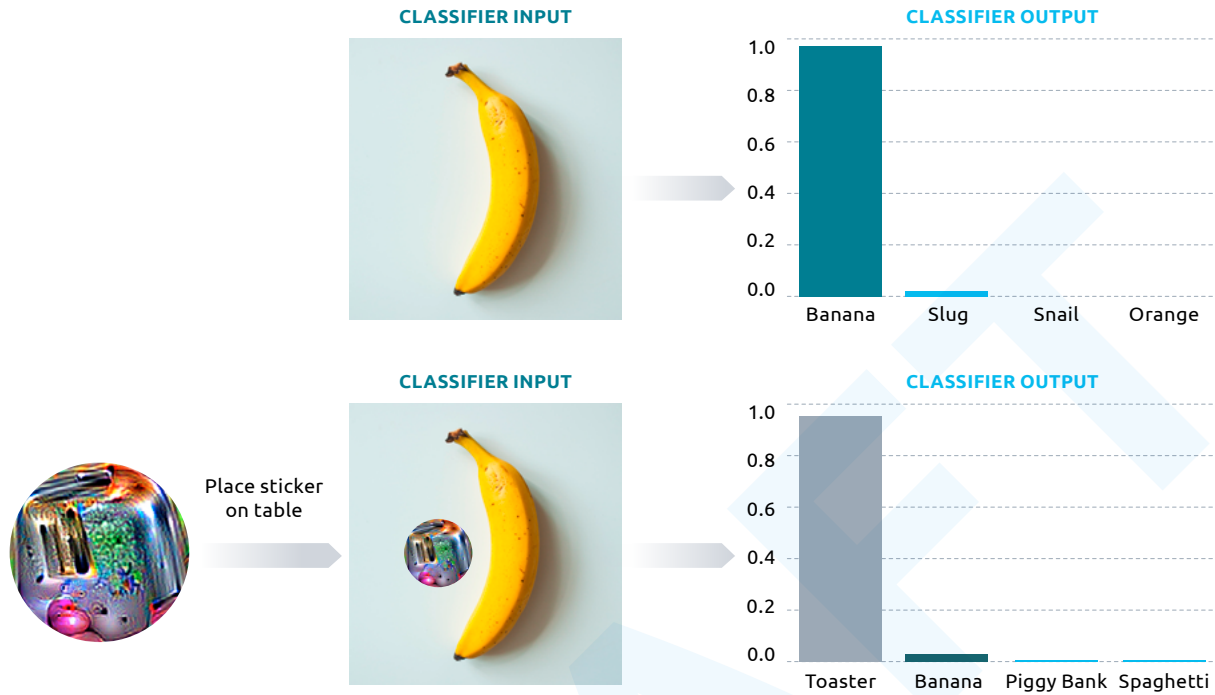 CLASSIFIER INPUT
CLASSIFIER OUTPUT
1.0
0.8
0.6
0.4
0.2
0.0
Banana
Slug
Snail
Orange
CLASSIFIER INPUT
CLASSIFIER OUTPUT
Place sticker
on table
1.0
0.8
0.6
0.4
0.2
0.0
Toaster
Banana
Piggy Bank
Spaghetti